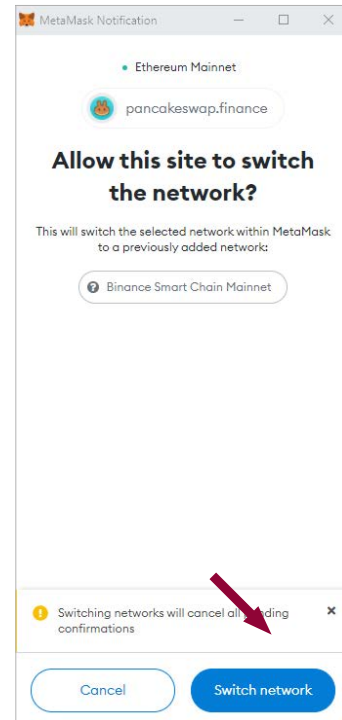 MetaMask Notification
Ethereum Mainnet
pancakeswap.finance
Allow this site to switch
the network?
This will switch the selected network within MetaMask
to a previously added network:
Binance Smart Chain Mainnet
Switching networks will cancel all pending
confirmations
Cancel
Switch network